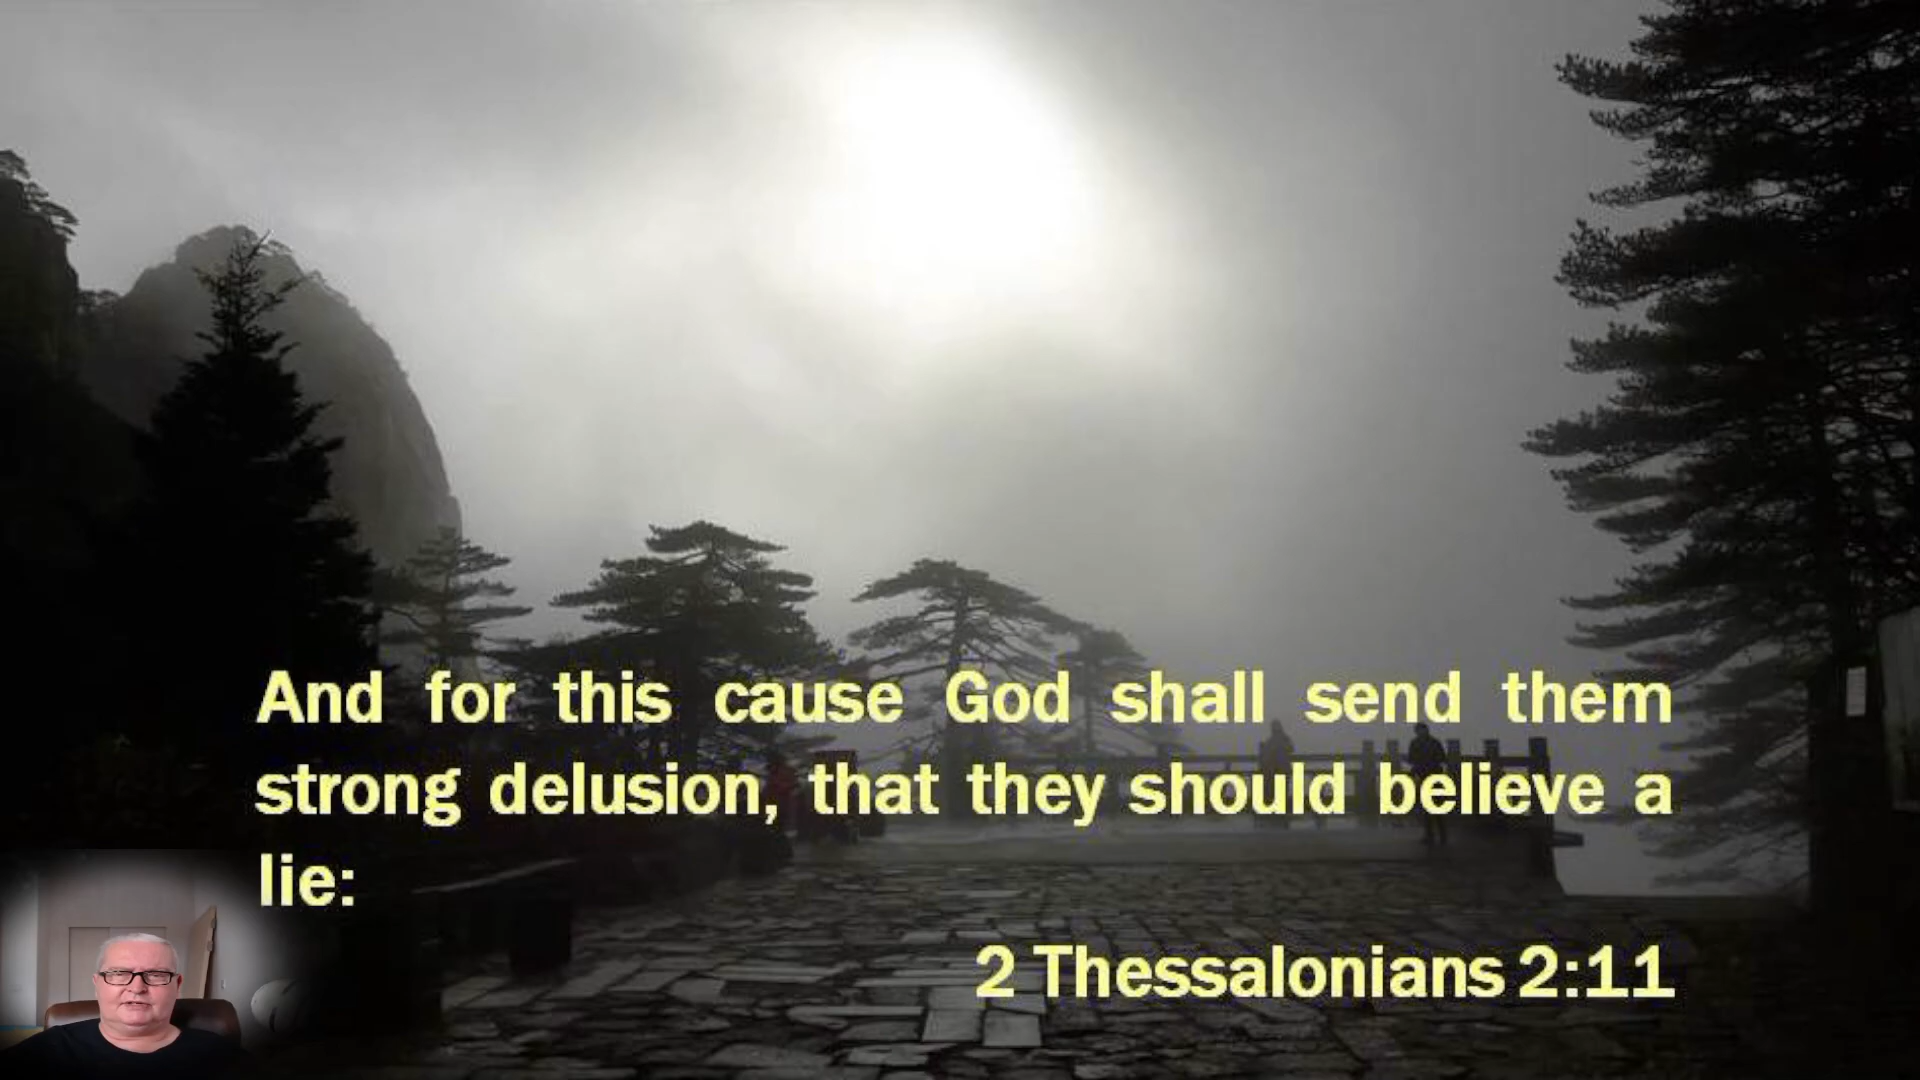 And for this cause God shall send them
strong delusion, that they should believe a
lie:
2 Thessalonians 2:11